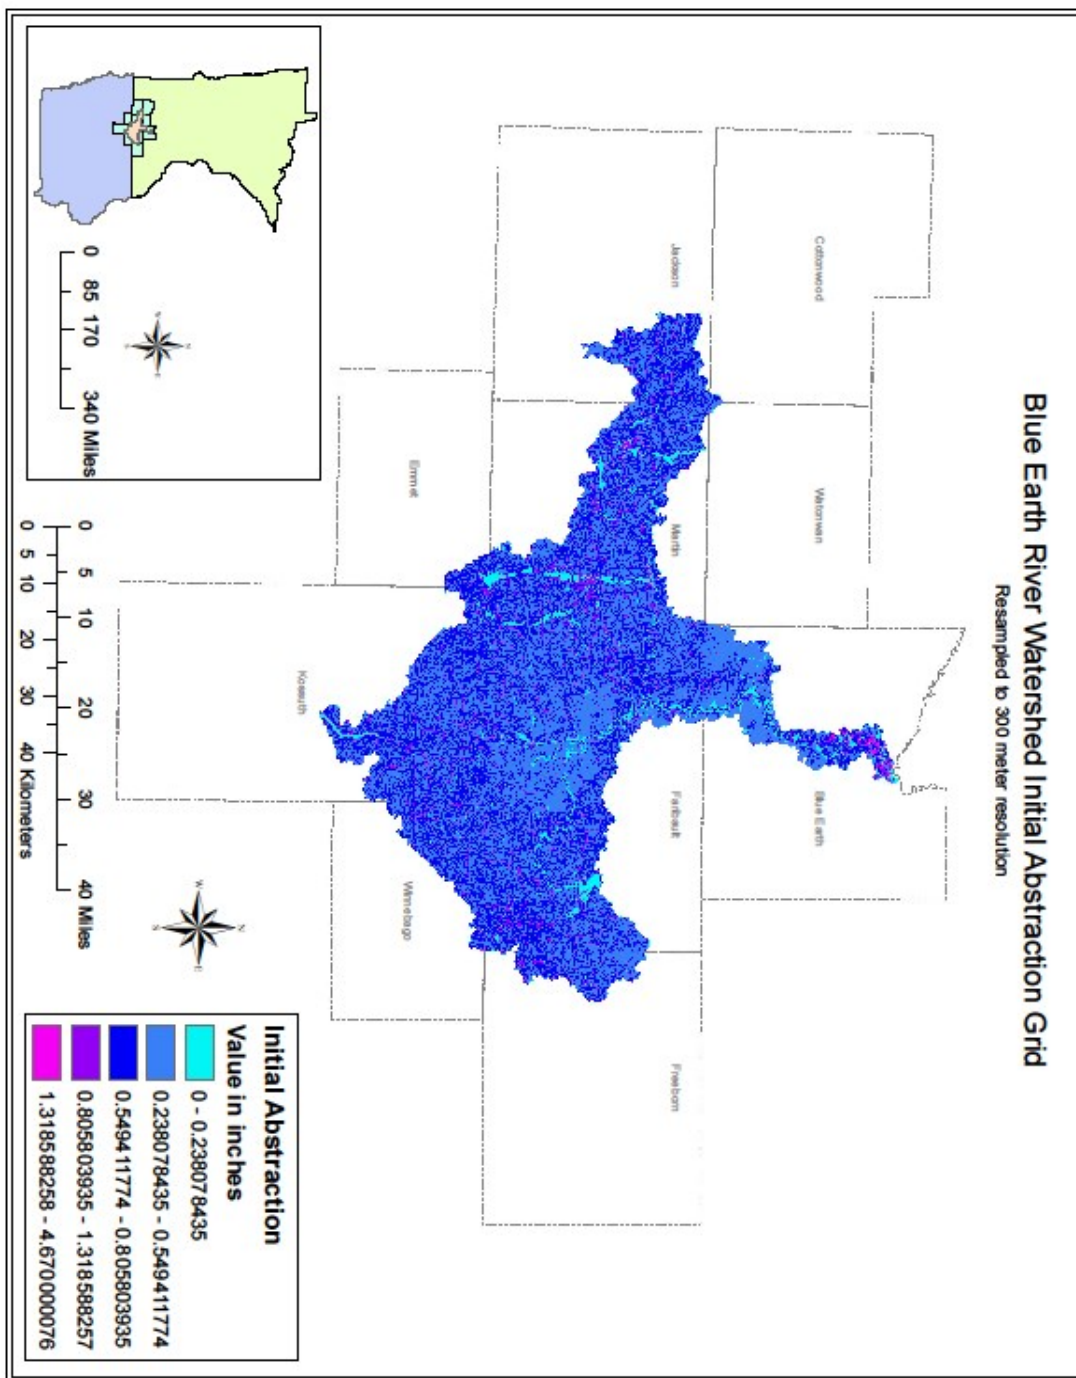 Blue Earth River Watershed Initial Abstraction Grid
Resampled to 300 meter resolution
Cottonwood
Watonwan
Blue Earth
Jackson
Martin
Faribault
Freeborn
Emmet
Kossuth
Winnebago
0 85 170 340 Miles
0 5 10 20 30 40 Miles
0 5 10 20 30 40 Kilometers
N
W
E
S
Initial Abstraction
Value in inches
0 - 0.238078435
0.238078435 - 0.549411774
0.549411774 - 0.805803935
0.805803935 - 1.318588257
1.318588258 - 4.670000076